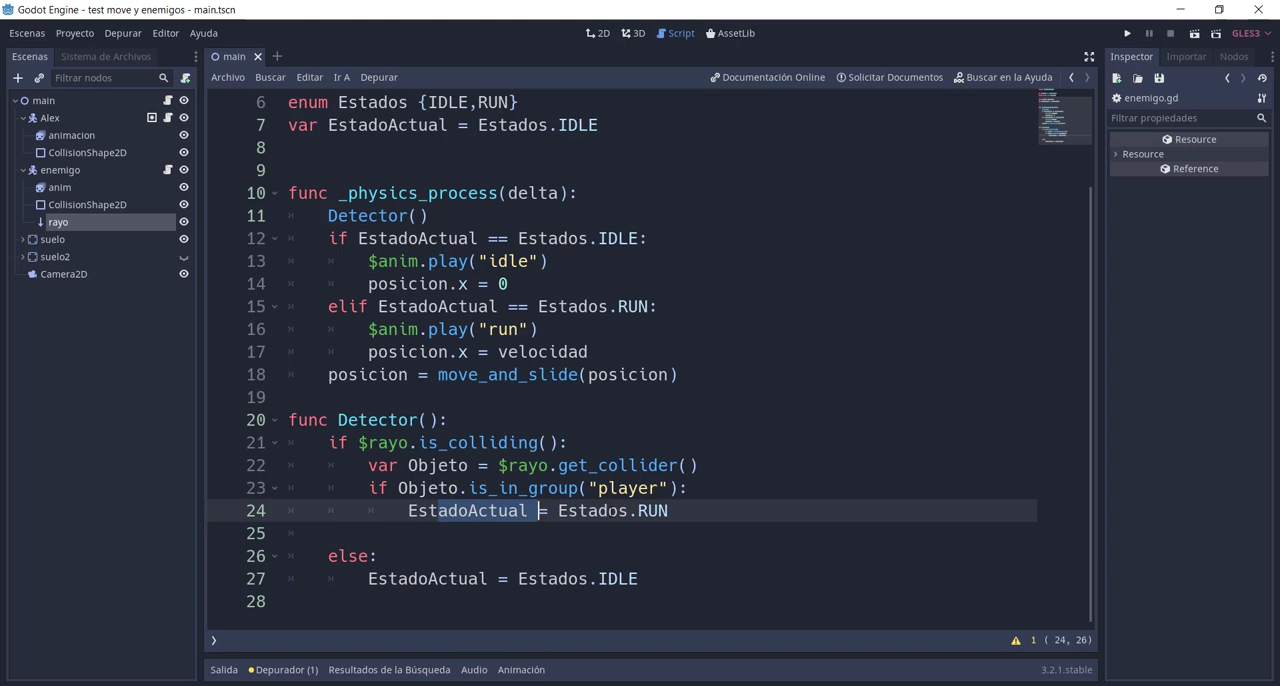 Godot Engine - test move y enemigos - main.tscn
Escenas Proyecto Depurar Editor Ayuda
2D 3D Script AssetLib
GLES3
Escenas Sistema de Archivos
Filtrar nodos
main
Alex
animacion
CollisionShape2D
enemigo
anim
CollisionShape2D
rayo
suelo
suelo2
Camera2D
main
Archivo Buscar Editar Ir A Depurar
Documentación Online Solicitar Documentos Buscar en la Ayuda
6 enum Estados {IDLE,RUN}
7 var EstadoActual = Estados.IDLE
8
9
10 func _physics_process(delta):
11 Detector()
12 if EstadoActual == Estados.IDLE:
13 $anim.play("idle")
14 posicion.x = 0
15 elif EstadoActual == Estados.RUN:
16 $anim.play("run")
17 posicion.x = velocidad
18 posicion = move_and_slide(posicion)
19
20 func Detector():
21 if $rayo.is_colliding():
22 var Objeto = $rayo.get_collider()
23 if Objeto.is_in_group("player"):
24 EstadoActual = Estados.RUN
25
26 else:
27 EstadoActual = Estados.IDLE
28
1 ( 24, 26)
Salida Depurador (1) Resultados de la Búsqueda Audio Animación
3.2.1.stable
Inspector Importar Nodos
enemigo.gd
Filtrar propiedades
Resource
Resource
Reference